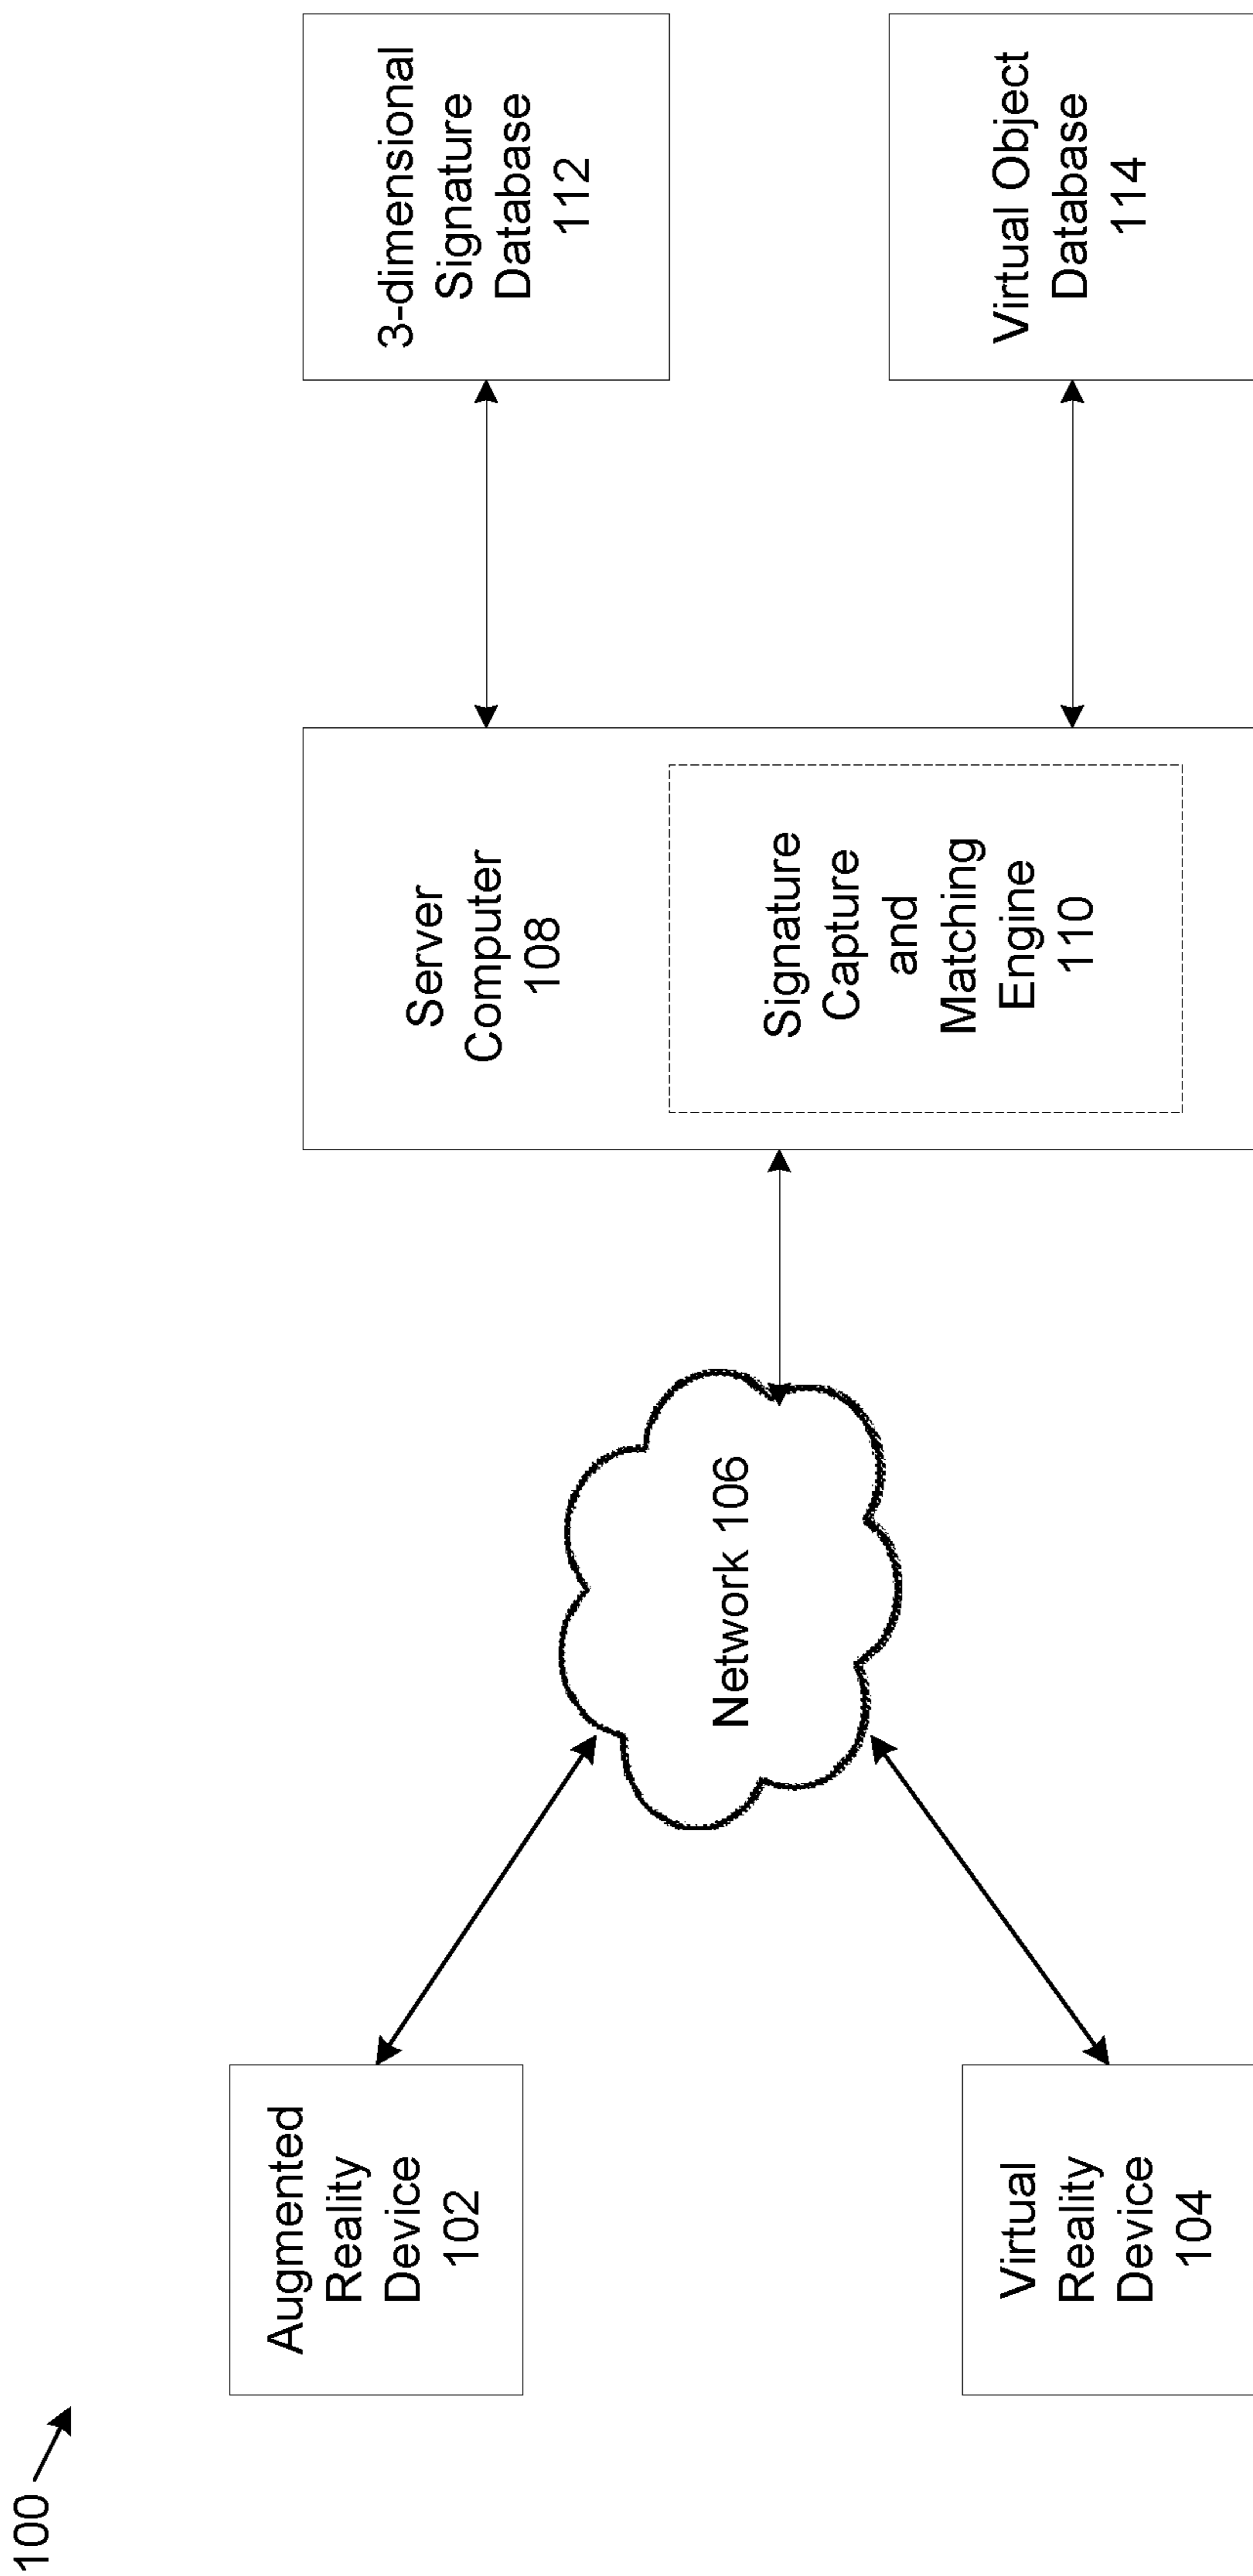 100
Augmented
Reality
Device
102
Virtual
Reality
Device
104
Network 106
Server
Computer
108
Signature
Capture
and
Matching
Engine
110
3-dimensional
Signature
Database
112
Virtual Object
Database
114